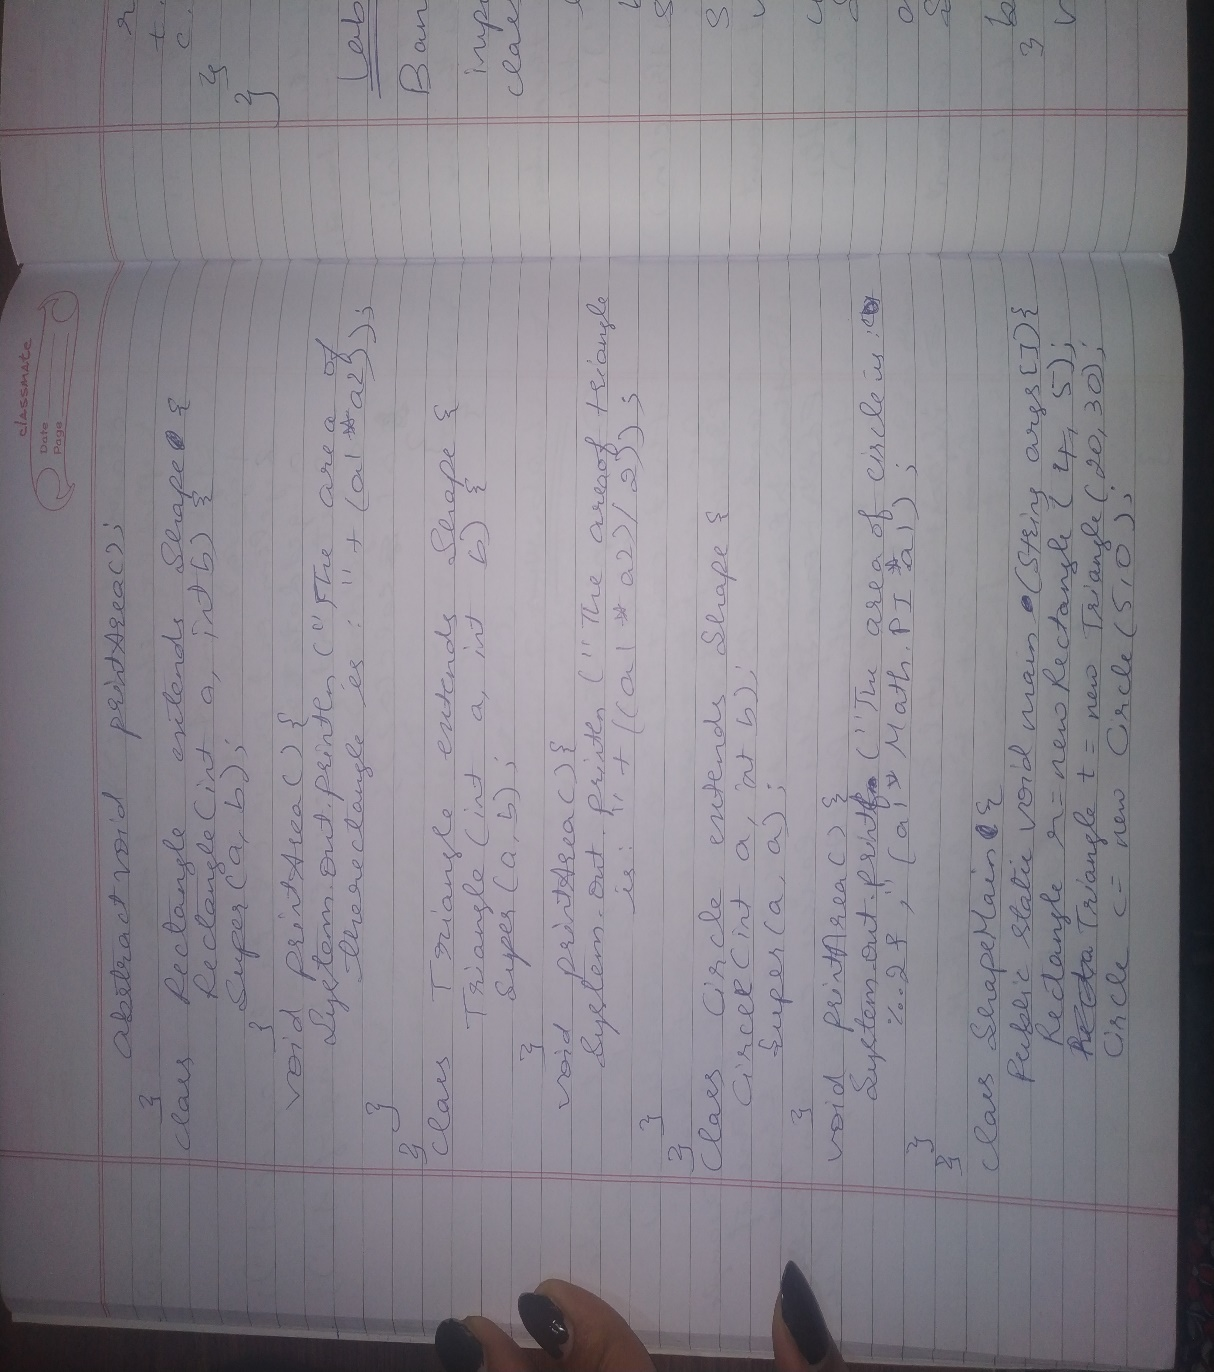 classmate
Date
Page
abstract void printArea();
}
class Rectangle extends Shape {
Rectangle(int a, int b) {
Super(a, b);
}
void printArea() {
System.out.println("The area of
the rectangle is : " + (a1 * a2));
}
}
class Triangle extends Shape {
Triangle(int a, int b) {
Super(a, b);
}
void printArea(){
System.out.println("The area of triangle
is: " + ((a1 * a2)/2));
}
}
Class Circle extends Shape {
Circle(int a, int b);
Super(a, a);
}
void printArea() {
System.out.printf("The area of circle is:
%.2f", (a1 * Math.PI * a1));
}
}
class ShapeMain {
Public static void main (String args[]){
Rectangle r = new Rectangle(4, 5);
Triangle t = new Triangle(20, 30);
Circle c = new Circle(5, 0);
}
}
Lab
Ban